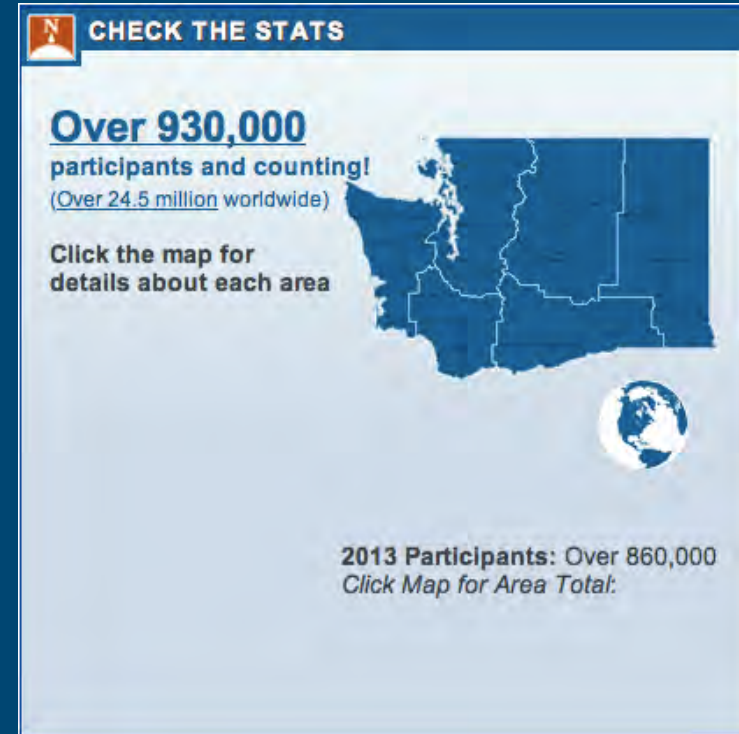 N
CHECK THE STATS
Over 930,000
participants and counting!
(Over 24.5 million worldwide)
Click the map for
details about each area
2013 Participants: Over 860,000
Click Map for Area Total: